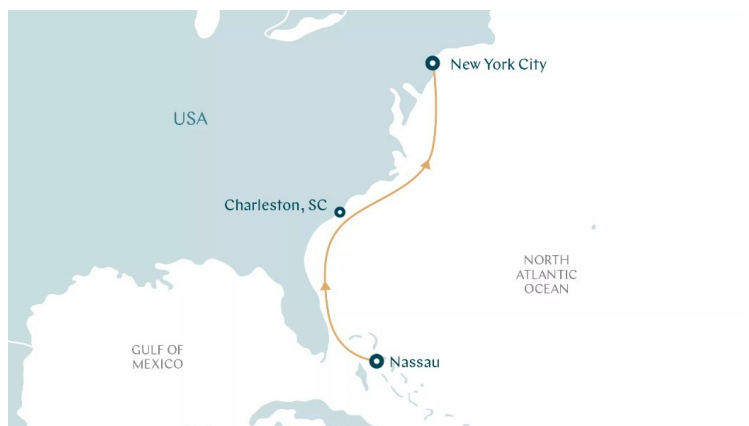 New York City
USA
Charleston, SC
NORTH
ATLANTIC
OCEAN
GULF OF
MEXICO
Nassau